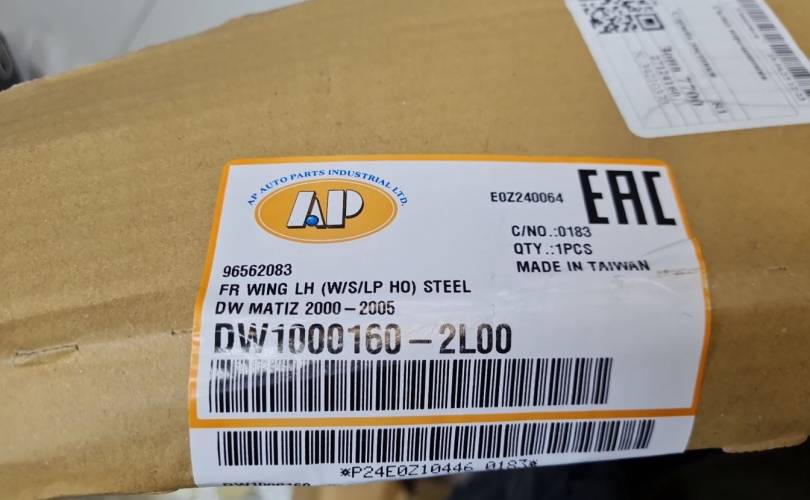 AP AUTO PARTS INDUSTRIAL LTD.
AP
E0Z240064
EAC
C/NO.:0183
QTY.:1PCS
MADE IN TAIWAN
96562083
FR WING LH (W/S/LP HO) STEEL
DW MATIZ 2000-2005
DW1000160-2L00
*P24E0Z10446 0183*
DW1000160